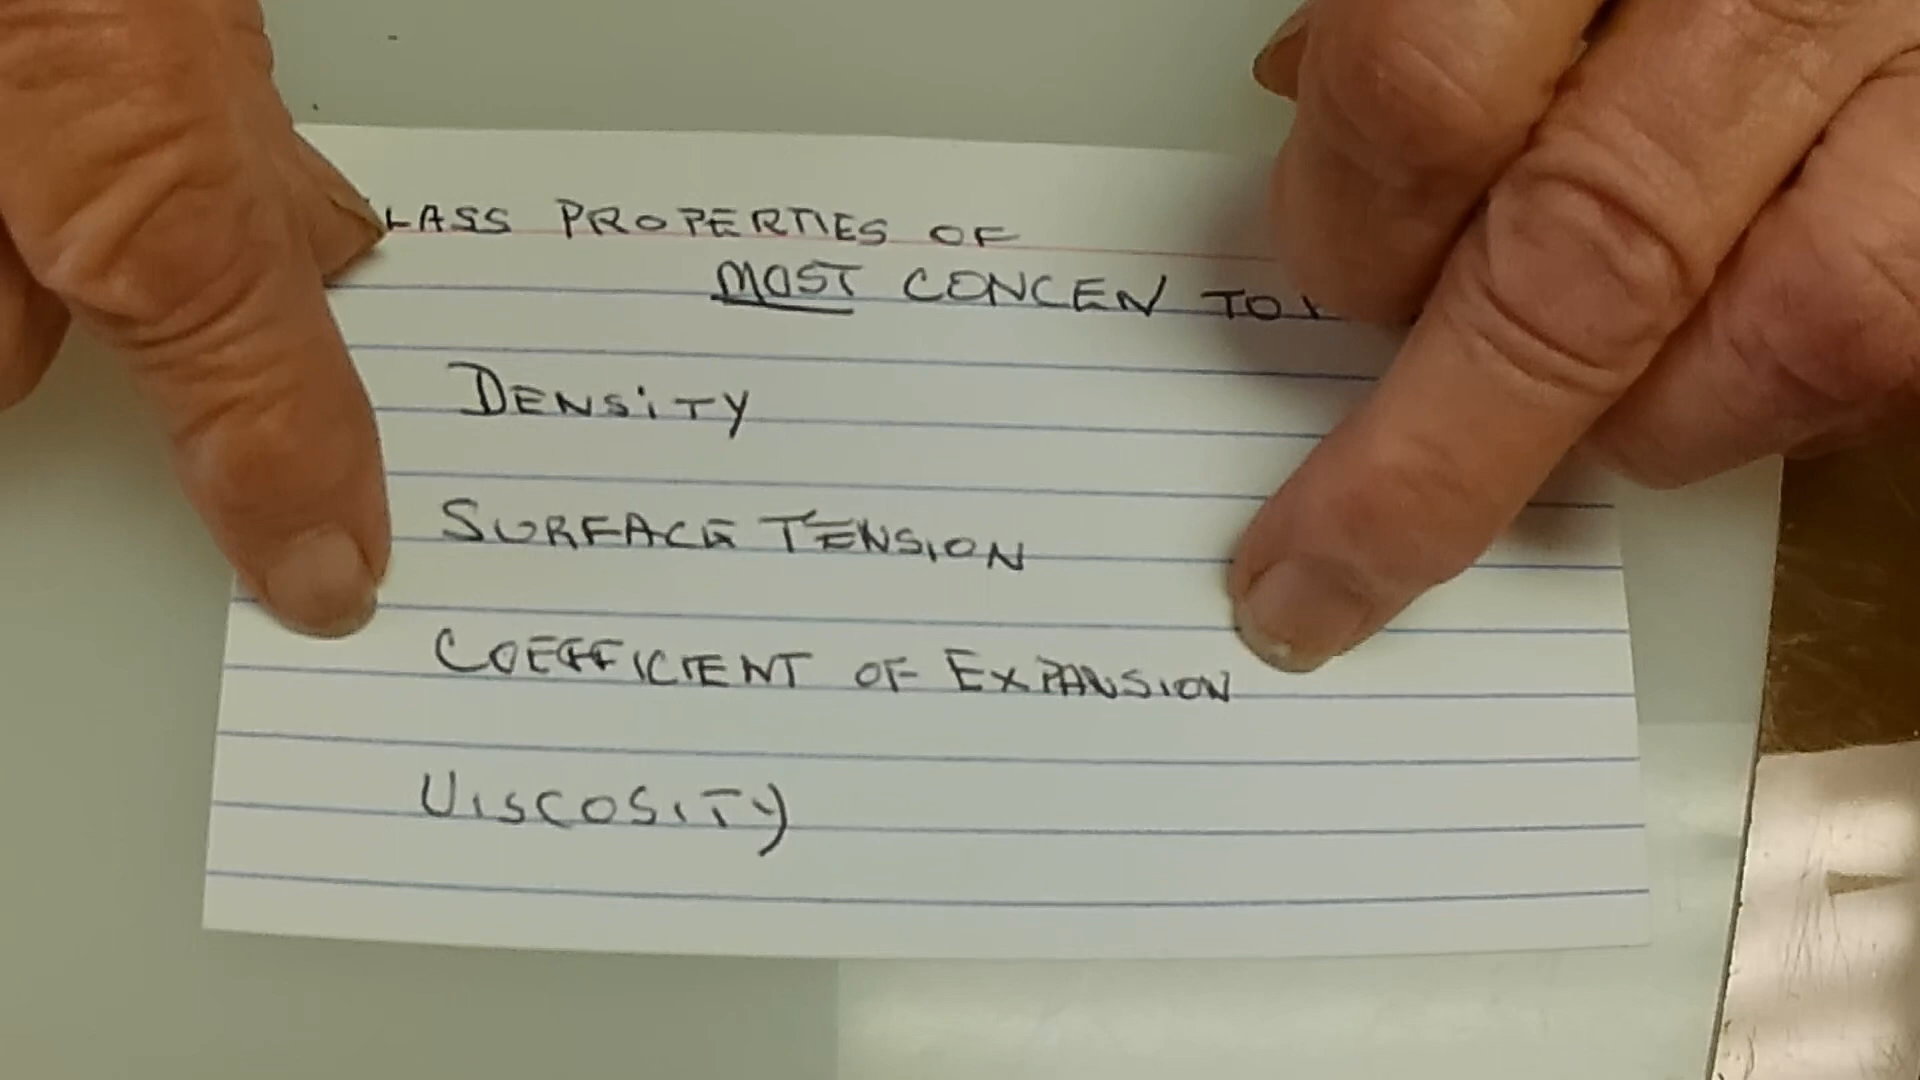 LASS PROPERTIES OF
MOST CONCEN TO
DENSITY
SURFACE TENSION
COEFFICIENT OF EXPANSION
VISCOSITY